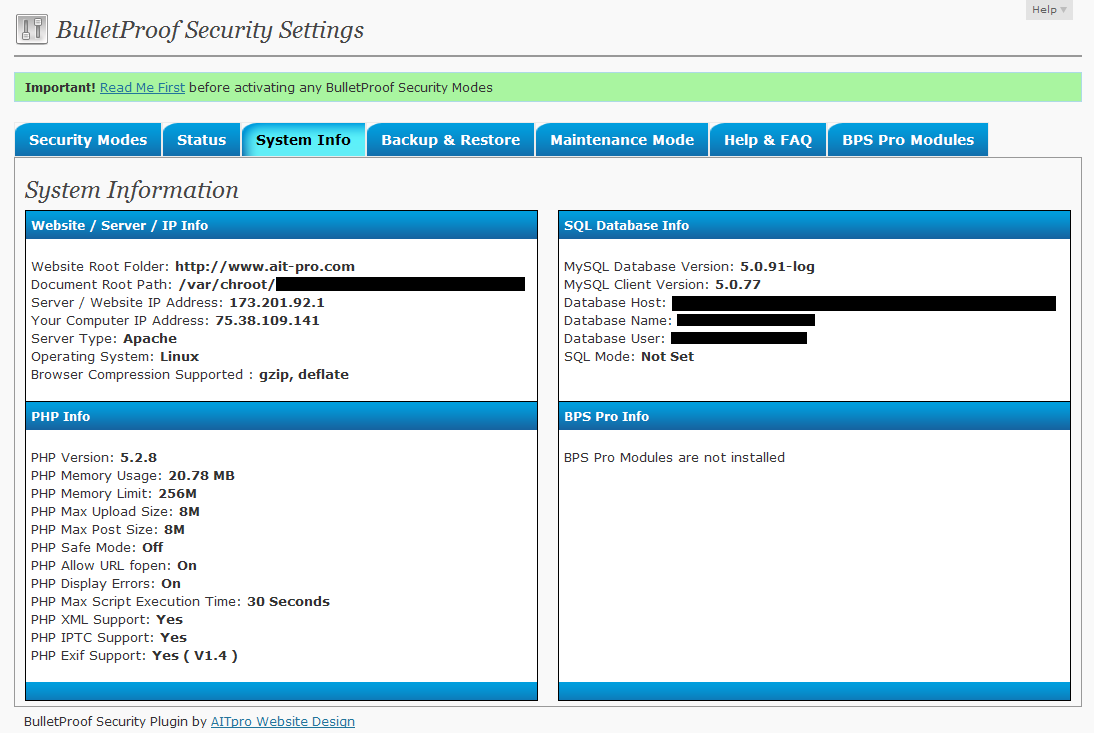 Help
BulletProof Security Settings
Important! Read Me First before activating any BulletProof Security Modes
Security Modes
Status
System Info
Backup & Restore
Maintenance Mode
Help & FAQ
BPS Pro Modules
System Information
Website / Server / IP Info
Website Root Folder: http://www.ait-pro.com
Document Root Path: /var/chroot/
Server / Website IP Address: 173.201.92.1
Your Computer IP Address: 75.38.109.141
Server Type: Apache
Operating System: Linux
Browser Compression Supported : gzip, deflate
SQL Database Info
MySQL Database Version: 5.0.91-log
MySQL Client Version: 5.0.77
Database Host:
Database Name:
Database User:
SQL Mode: Not Set
PHP Info
PHP Version: 5.2.8
PHP Memory Usage: 20.78 MB
PHP Memory Limit: 256M
PHP Max Upload Size: 8M
PHP Max Post Size: 8M
PHP Safe Mode: Off
PHP Allow URL fopen: On
PHP Display Errors: On
PHP Max Script Execution Time: 30 Seconds
PHP XML Support: Yes
PHP IPTC Support: Yes
PHP Exif Support: Yes ( V1.4 )
BPS Pro Info
BPS Pro Modules are not installed
BulletProof Security Plugin by AITpro Website Design